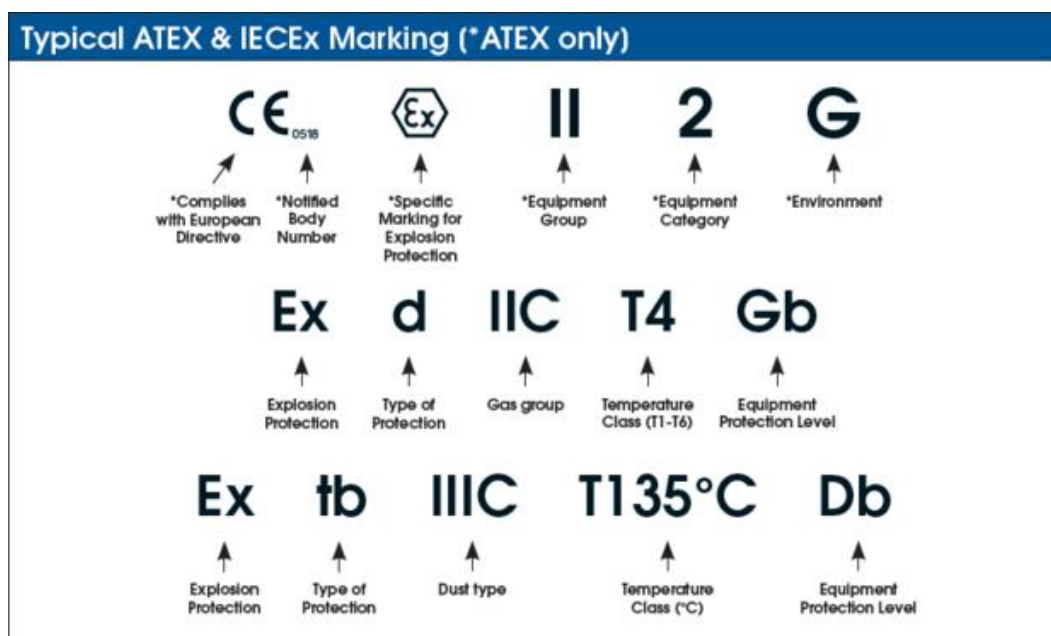 Typical ATEX & IECEx Marking (*ATEX only)
CE 0518 Ex II 2 G
*Complies with European Directive
*Notified Body Number
*Specific Marking for Explosion Protection
*Equipment Group
*Equipment Category
*Environment
Ex d IIC T4 Gb
Explosion Protection
Type of Protection
Gas group
Temperature Class (T1-T6)
Equipment Protection Level
Ex tb IIIC T135°C Db
Explosion Protection
Type of Protection
Dust type
Temperature Class (°C)
Equipment Protection Level